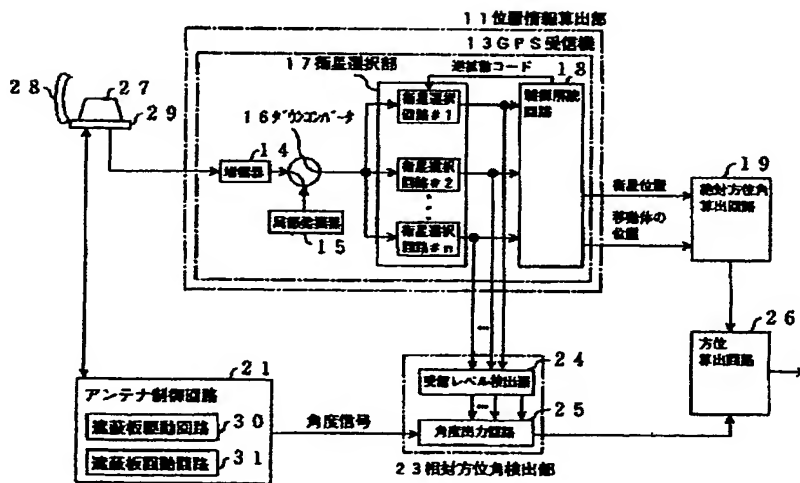 11位置情報算出部
13GPS受信機
17衛星選択部
逆拡散コード
18
28
27
29
16ダウンコンバータ
14
増幅器
局部発振器
15
衛星選択
回路#1
衛星選択
回路#2
衛星選択
回路#n
回路
衛星位置
移動体の
位置
19
絶対方位角
算出回路
26
方位
算出回路
21
アンテナ制御回路
遮蔽板駆動回路
30
遮蔽板回動回路
31
角度信号
24
受信レベル検出器
25
角度出力回路
23相対方位角検出部